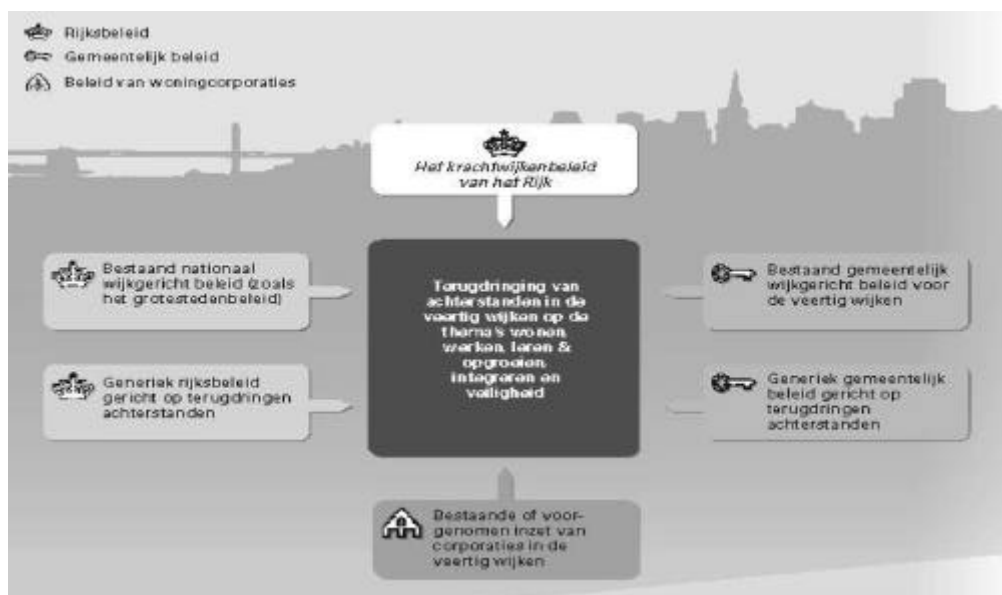 Rijksbeleid
Gemeentelijk beleid
Beleid van woningcorporaties
Het krachtwijkenbeleid
van het Rijk
Bestaand nationaal
wijkgericht beleid (zoals
het grotestedenbeleid)
Generiek rijksbeleid
gericht op terugdringen
achterstanden
Terugdringing van
achterstanden in de
veertig wijken op de
thema's wonen,
werken, leren &
opgroeien,
integreren en
veiligheid
Bestaand gemeentelijk
wijkgericht beleid voor
de veertig wijken
Generiek gemeentelijk
beleid gericht op
terugdringen
achterstanden
Bestaande of voor-
genomen inzet van
corporaties in de
veertig wijken